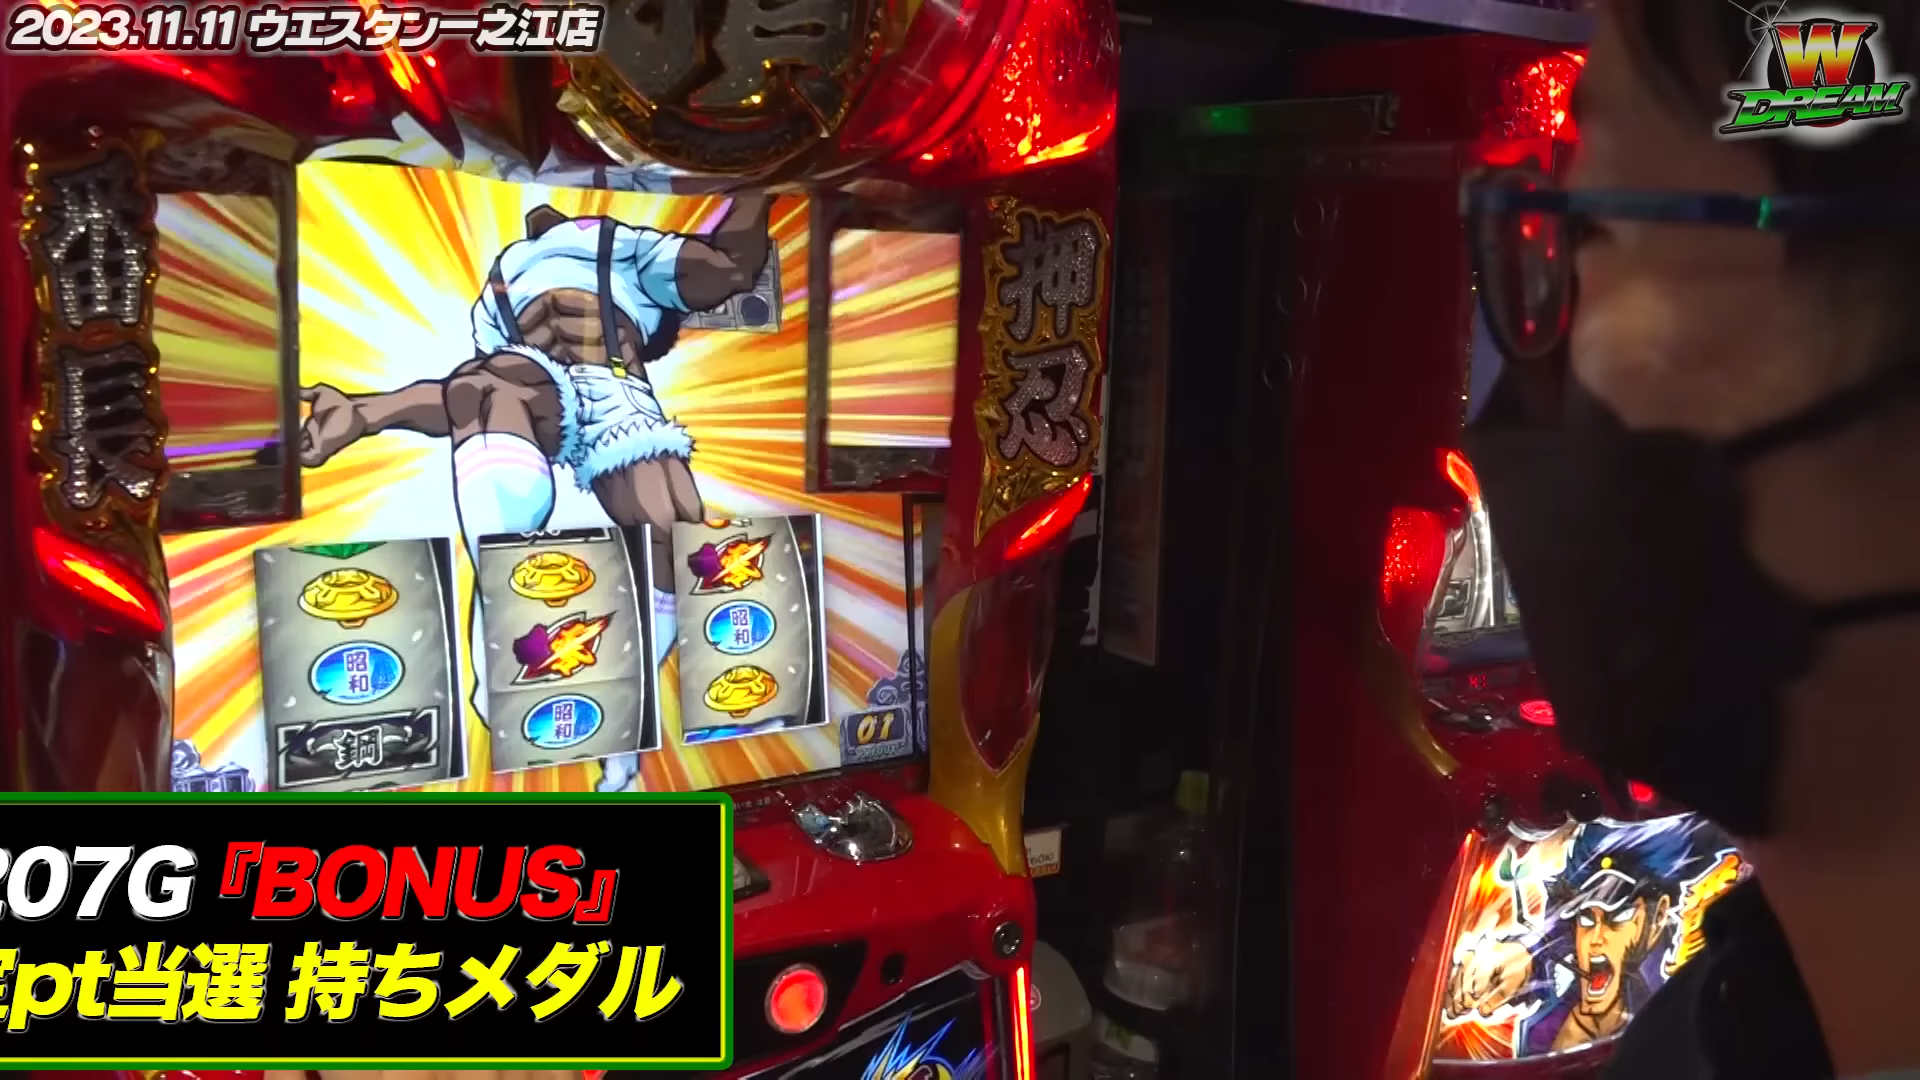 2023.11.11 ウエスタン一之江店
W
DREAM
番長
押忍
昭和
昭和
昭和
鋼
01
207G『BONUS』
pt当選 持ちメダル